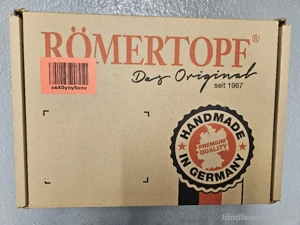 RÖMERTOPF®
Das Original
seit 1967
HANDMADE
PREMIUM
QUALITY
IN GERMANY